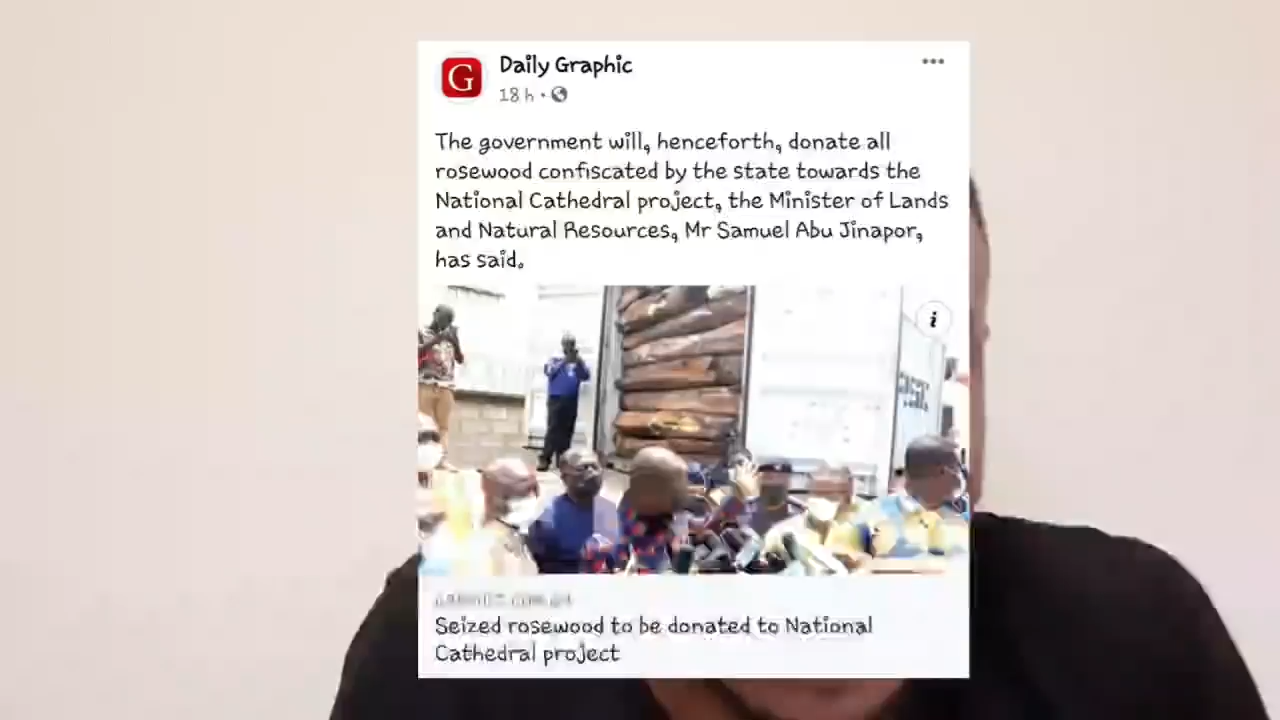 G
Daily Graphic
18 h •
The government will, henceforth, donate all
rosewood confiscated by the state towards the
National Cathedral project, the Minister of Lands
and Natural Resources, Mr Samuel Abu Jinapor,
has said.
i
Seized rosewood to be donated to National
Cathedral project